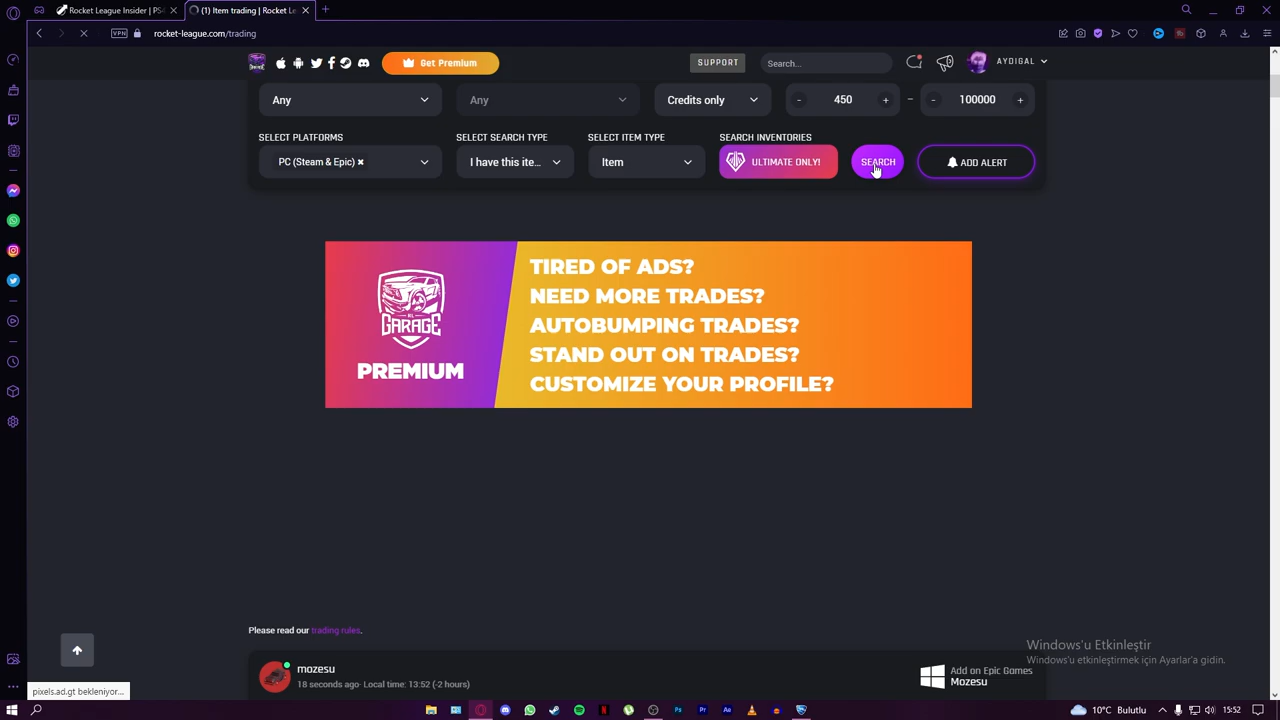 Rocket League Insider | PS4
(1) Item trading | Rocket Le
VPN
rocket-league.com/trading
Get Premium
SUPPORT
Search...
AYDIGAL
Any
Any
Credits only
-
450
+
–
-
100000
+
SELECT PLATFORMS
SELECT SEARCH TYPE
SELECT ITEM TYPE
SEARCH INVENTORIES
PC (Steam & Epic) ×
I have this ite...
Item
ULTIMATE ONLY!
SEARCH
ADD ALERT
RL
GARAGE
PREMIUM
TIRED OF ADS?
NEED MORE TRADES?
AUTOBUMPING TRADES?
STAND OUT ON TRADES?
CUSTOMIZE YOUR PROFILE?
Please read our trading rules.
mozesu
18 seconds ago- Local time: 13:52 (-2 hours)
Add on Epic Games
Mozesu
Windows'u Etkinleştir
Windows'u etkinleştirmek için Ayarlar'a gidin.
pixels.ad.gt bekleniyor...
10°C Bulutlu
15:52